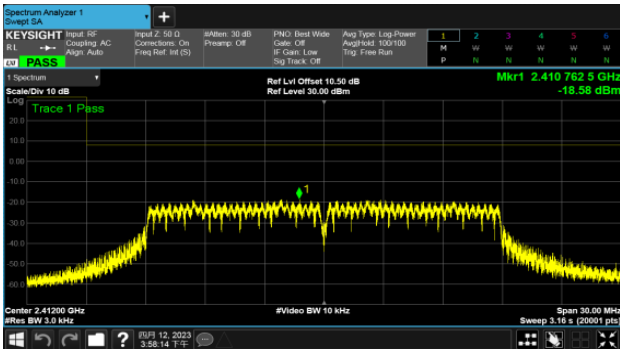 Spectrum Analyzer 1
Swept SA
KEYSIGHT
RL
PASS
Input: RF
Coupling: AC
Align: Auto
Input Z: 50 Ω
Corrections: On
Freq Ref: Int (S)
#Atten: 30 dB
Preamp: Off
PNO: Best Wide
Gate: Off
IF Gain: Low
Sig Track: Off
Avg Type: Log-Power
Avg|Hold: 100/100
Trig: Free Run
1 2 3 4 5 6
M W W W W W
P N N N N N
1 Spectrum
Scale/Div 10 dB
Ref Lvl Offset 10.50 dB
Ref Level 30.00 dBm
Mkr1 2.410 762 5 GHz
-18.58 dBm
Log
Trace 1 Pass
20.0
10.0
0.00
-10.0
1
-20.0
-30.0
-40.0
-50.0
-60.0
Center 2.41200 GHz
#Video BW 10 kHz
Span 30.00 MHz
#Res BW 3.0 kHz
Sweep 3.16 s (20001 pts)
?
四月 12, 2023
3:58:14 下午